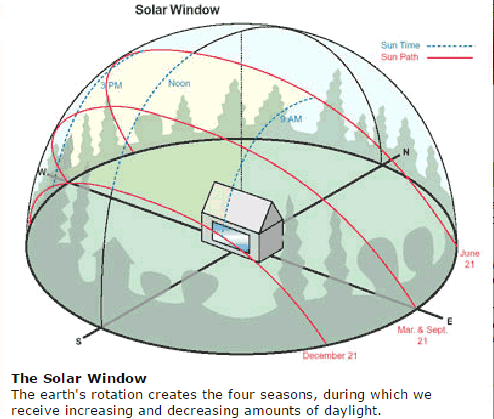 Solar Window
Sun Time
Sun Path
3 PM
Noon
9 AM
W
N
June
21
E
Mar. & Sept.
21
S
December 21
The Solar Window
The earth's rotation creates the four seasons, during which we
receive increasing and decreasing amounts of daylight.